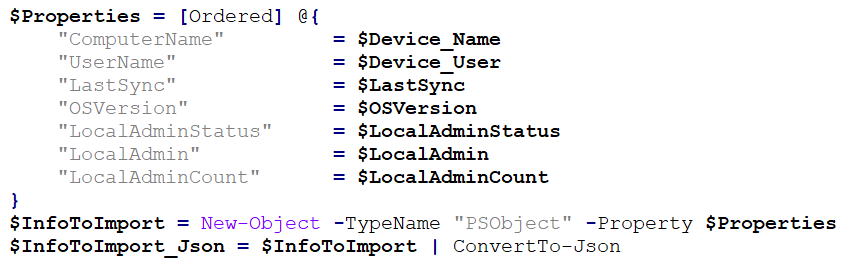 $Properties = [Ordered] @{
    "ComputerName"         = $Device_Name
    "UserName"             = $Device_User
    "LastSync"             = $LastSync
    "OSVersion"            = $OSVersion
    "LocalAdminStatus"     = $LocalAdminStatus
    "LocalAdmin"           = $LocalAdmin
    "LocalAdminCount"      = $LocalAdminCount
}
$InfoToImport = New-Object -TypeName "PSObject" -Property $Properties
$InfoToImport_Json = $InfoToImport | ConvertTo-Json